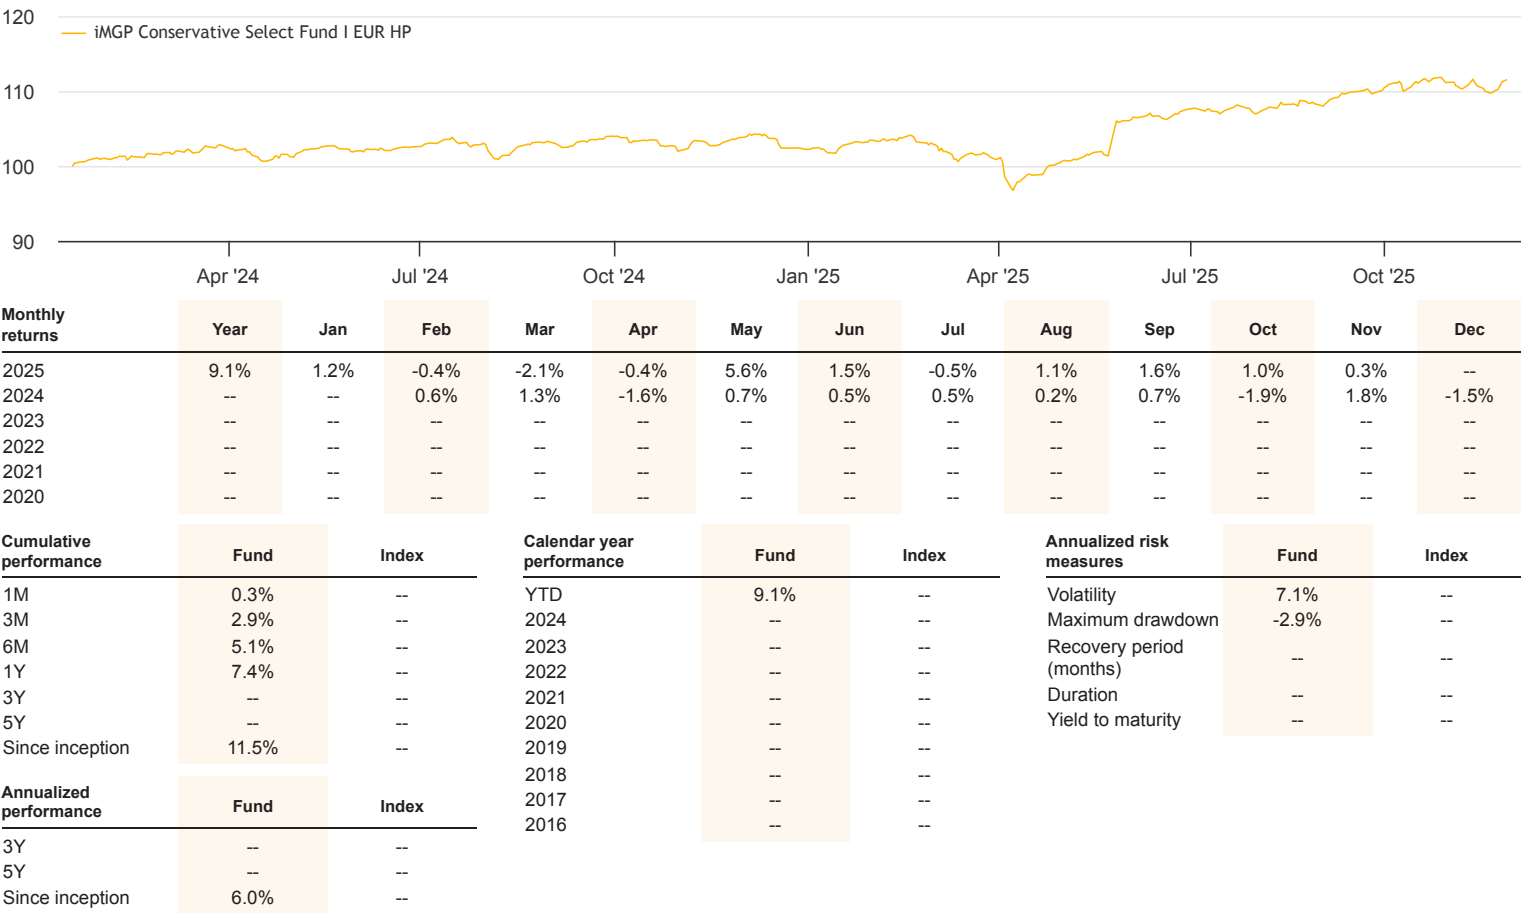 120
iMGP Conservative Select Fund I EUR HP
110
100
90
Apr '24 Jul '24 Oct '24 Jan '25 Apr '25 Jul '25 Oct '25
Monthly
returns Year Jan Feb Mar Apr May Jun Jul Aug Sep Oct Nov Dec
2025 9.1% 1.2% -0.4% -2.1% -0.4% 5.6% 1.5% -0.5% 1.1% 1.6% 1.0% 0.3% --
2024 -- -- 0.6% 1.3% -1.6% 0.7% 0.5% 0.5% 0.2% 0.7% -1.9% 1.8% -1.5%
2023 -- -- -- -- -- -- -- -- -- -- -- -- --
2022 -- -- -- -- -- -- -- -- -- -- -- -- --
2021 -- -- -- -- -- -- -- -- -- -- -- -- --
2020 -- -- -- -- -- -- -- -- -- -- -- -- --
Cumulative
performance Fund Index
1M 0.3% --
3M 2.9% --
6M 5.1% --
1Y 7.4% --
3Y -- --
5Y -- --
Since inception 11.5% --
Annualized
performance Fund Index
3Y -- --
5Y -- --
Since inception 6.0% --
Calendar year
performance Fund Index
YTD 9.1% --
2024 -- --
2023 -- --
2022 -- --
2021 -- --
2020 -- --
2019 -- --
2018 -- --
2017 -- --
2016 -- --
Annualized risk
measures Fund Index
Volatility 7.1% --
Maximum drawdown -2.9% --
Recovery period
(months) -- --
Duration -- --
Yield to maturity -- --